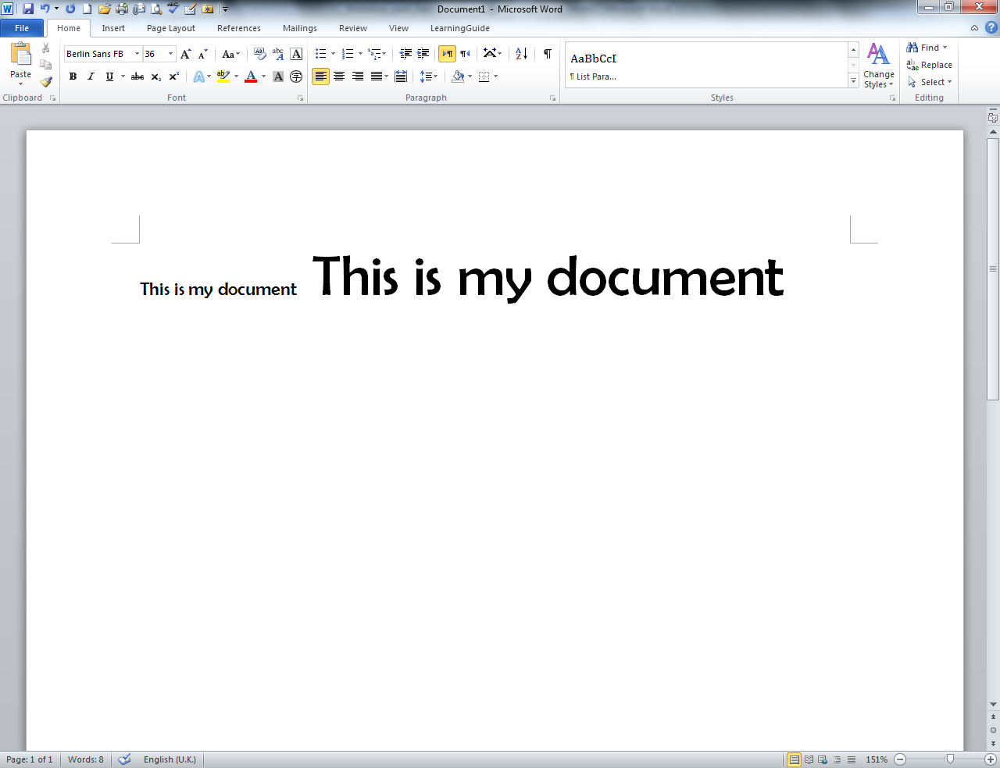 Document1 - Microsoft Word
File Home Insert Page Layout References Mailings Review View LearningGuide
Paste
Clipboard
Berlin Sans FB 36
Font
Paragraph
AaBbCcI
¶ List Para...
Styles
Change Styles
Find
Replace
Select
Editing
This is my document This is my document
Page: 1 of 1 Words: 8 English (U.K.) 151%